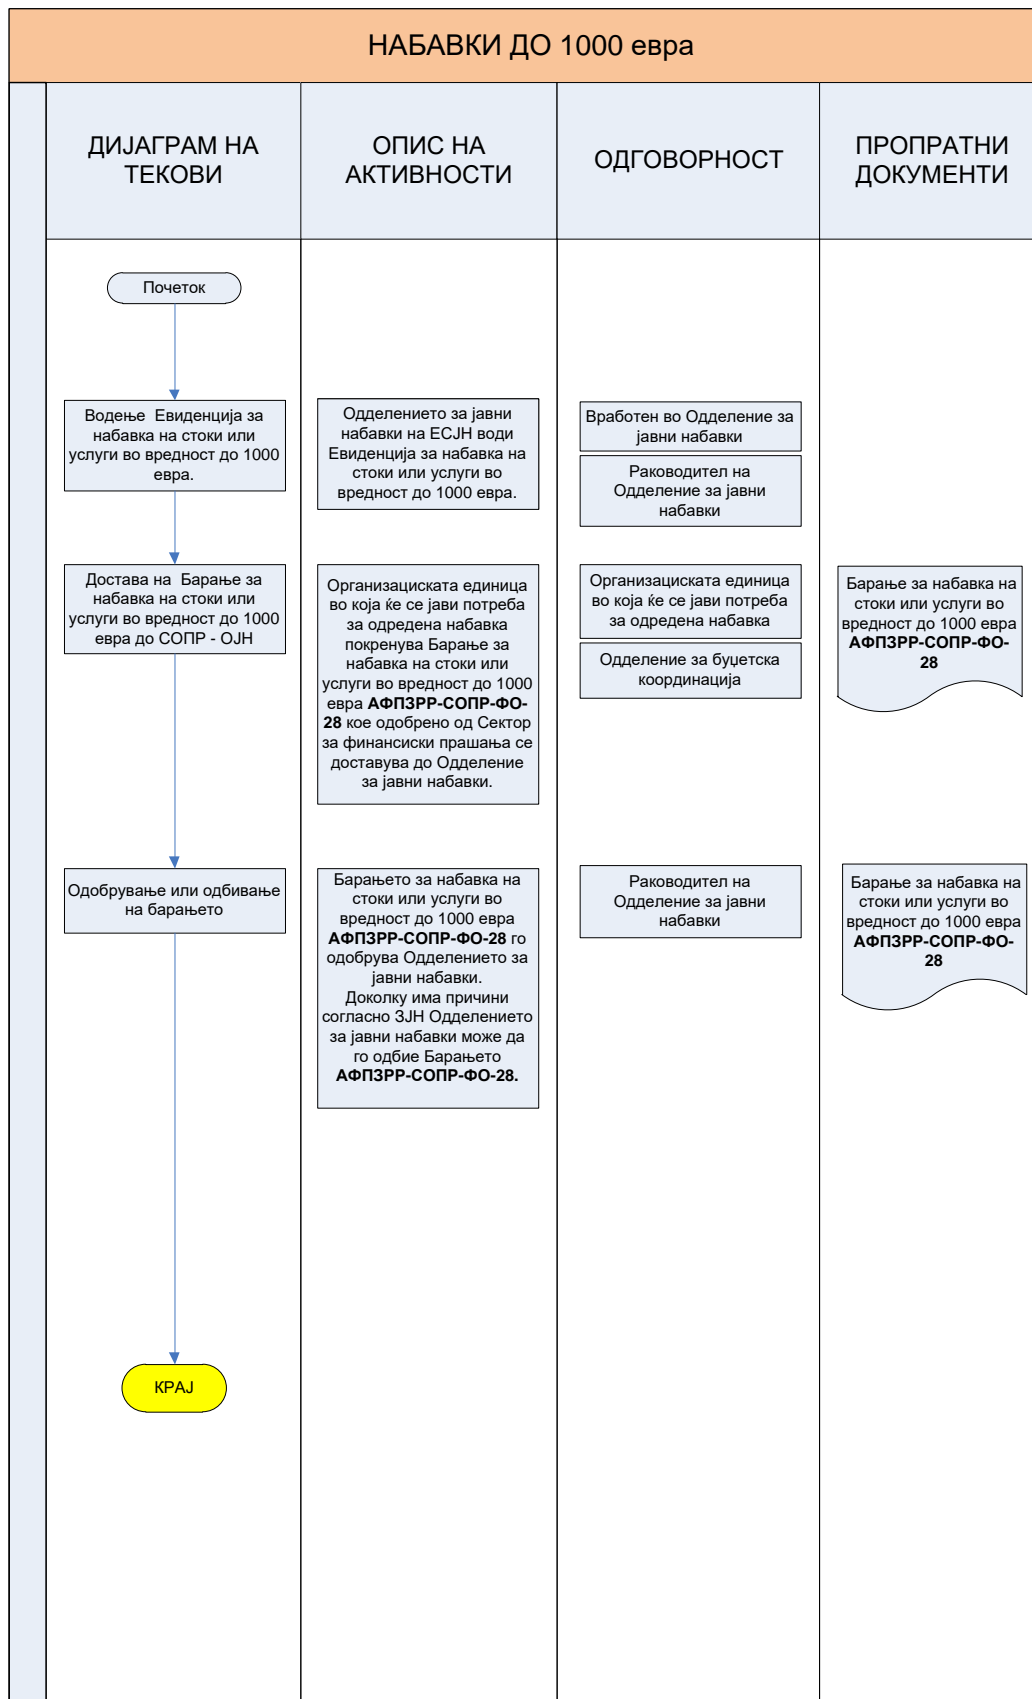 НАБАВКИ ДО 1000 евра
ДИЈАГРАМ НА
ТЕКОВИ
ОПИС НА
АКТИВНОСТИ
ОДГОВОРНОСТ
ПРОПРАТНИ
ДОКУМЕНТИ
Почеток
Водење Евиденција за
набавка на стоки или
услуги во вредност до 1000
евра.
Одделението за јавни
набавки на ЕСЈН води
Евиденција за набавка на
стоки или услуги во
вредност до 1000 евра.
Вработен во Одделение за
јавни набавки
Раководител на
Одделение за јавни
набавки
Достава на Барање за
набавка на стоки или
услуги во вредност до 1000
евра до СОПР - ОЈН
Организациската единица
во која ќе се јави потреба
за одредена набавка
покренува Барање за
набавка на стоки или
услуги во вредност до 1000
евра АФПЗРР-СОПР-ФО-
28 кое одобрено од Сектор
за финансиски прашања се
доставува до Одделение
за јавни набавки.
Организациската единица
во која ќе се јави потреба
за одредена набавка
Одделение за буџетска
координација
Барање за набавка на
стоки или услуги во
вредност до 1000 евра
АФПЗРР-СОПР-ФО-
28
Одобрување или одбивање
на барањето
Барањето за набавка на
стоки или услуги во
вредност до 1000 евра
АФПЗРР-СОПР-ФО-28 го
одобрува Одделението за
јавни набавки.
Доколку има причини
согласно ЗЈН Одделението
за јавни набавки може да
го одбие Барањето
АФПЗРР-СОПР-ФО-28.
Раководител на
Одделение за јавни
набавки
Барање за набавка на
стоки или услуги во
вредност до 1000 евра
АФПЗРР-СОПР-ФО-
28
КРАЈ